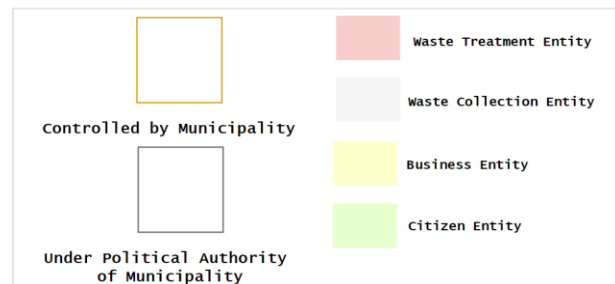 Controlled by Municipality
Under Political Authority
of Municipality
Waste Treatment Entity
Waste Collection Entity
Business Entity
Citizen Entity